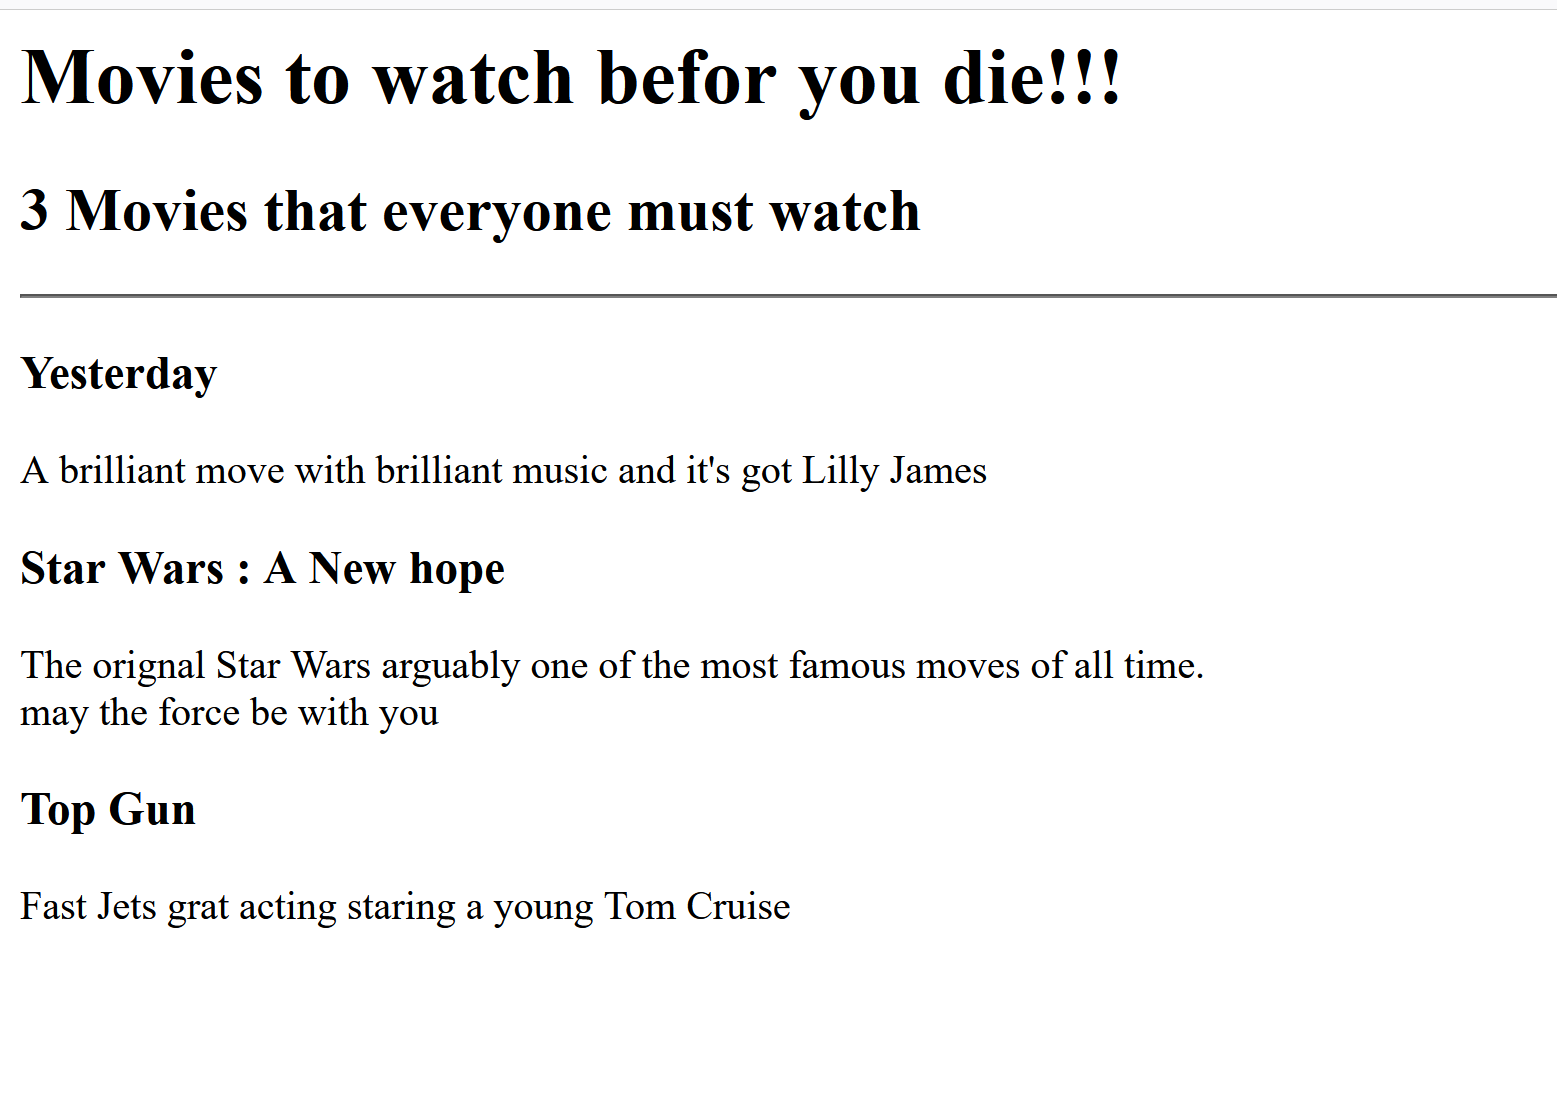 Movies to watch befor you die!!!
3 Movies that everyone must watch
Yesterday
A brilliant move with brilliant music and it's got Lilly James
Star Wars : A New hope
The orignal Star Wars arguably one of the most famous moves of all time.
may the force be with you
Top Gun
Fast Jets grat acting staring a young Tom Cruise